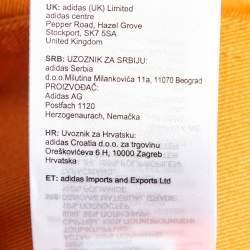 UK: adidas (UK) Limited
adidas centre
Pepper Road, Hazel Grove
Stockport, SK7.5SA
United Kingdom
SRB: UZOZNIK ZA SRBIJU:
adidas Serbia
d.o.o.Milutina Milankovića 11a, 11070 Beograd
PROIZVOĐAČ:
Adidas AG
Postfach 1120
Herzogenaurach, Nemačka
HR: Uvoznik za Hrvatsku:
adidas Croatia d.o.o. za trgovinu
Oreškovićeva 6 H, 10000 Zagreb
Hrvatska
ET: adidas Imports and Exports Ltd